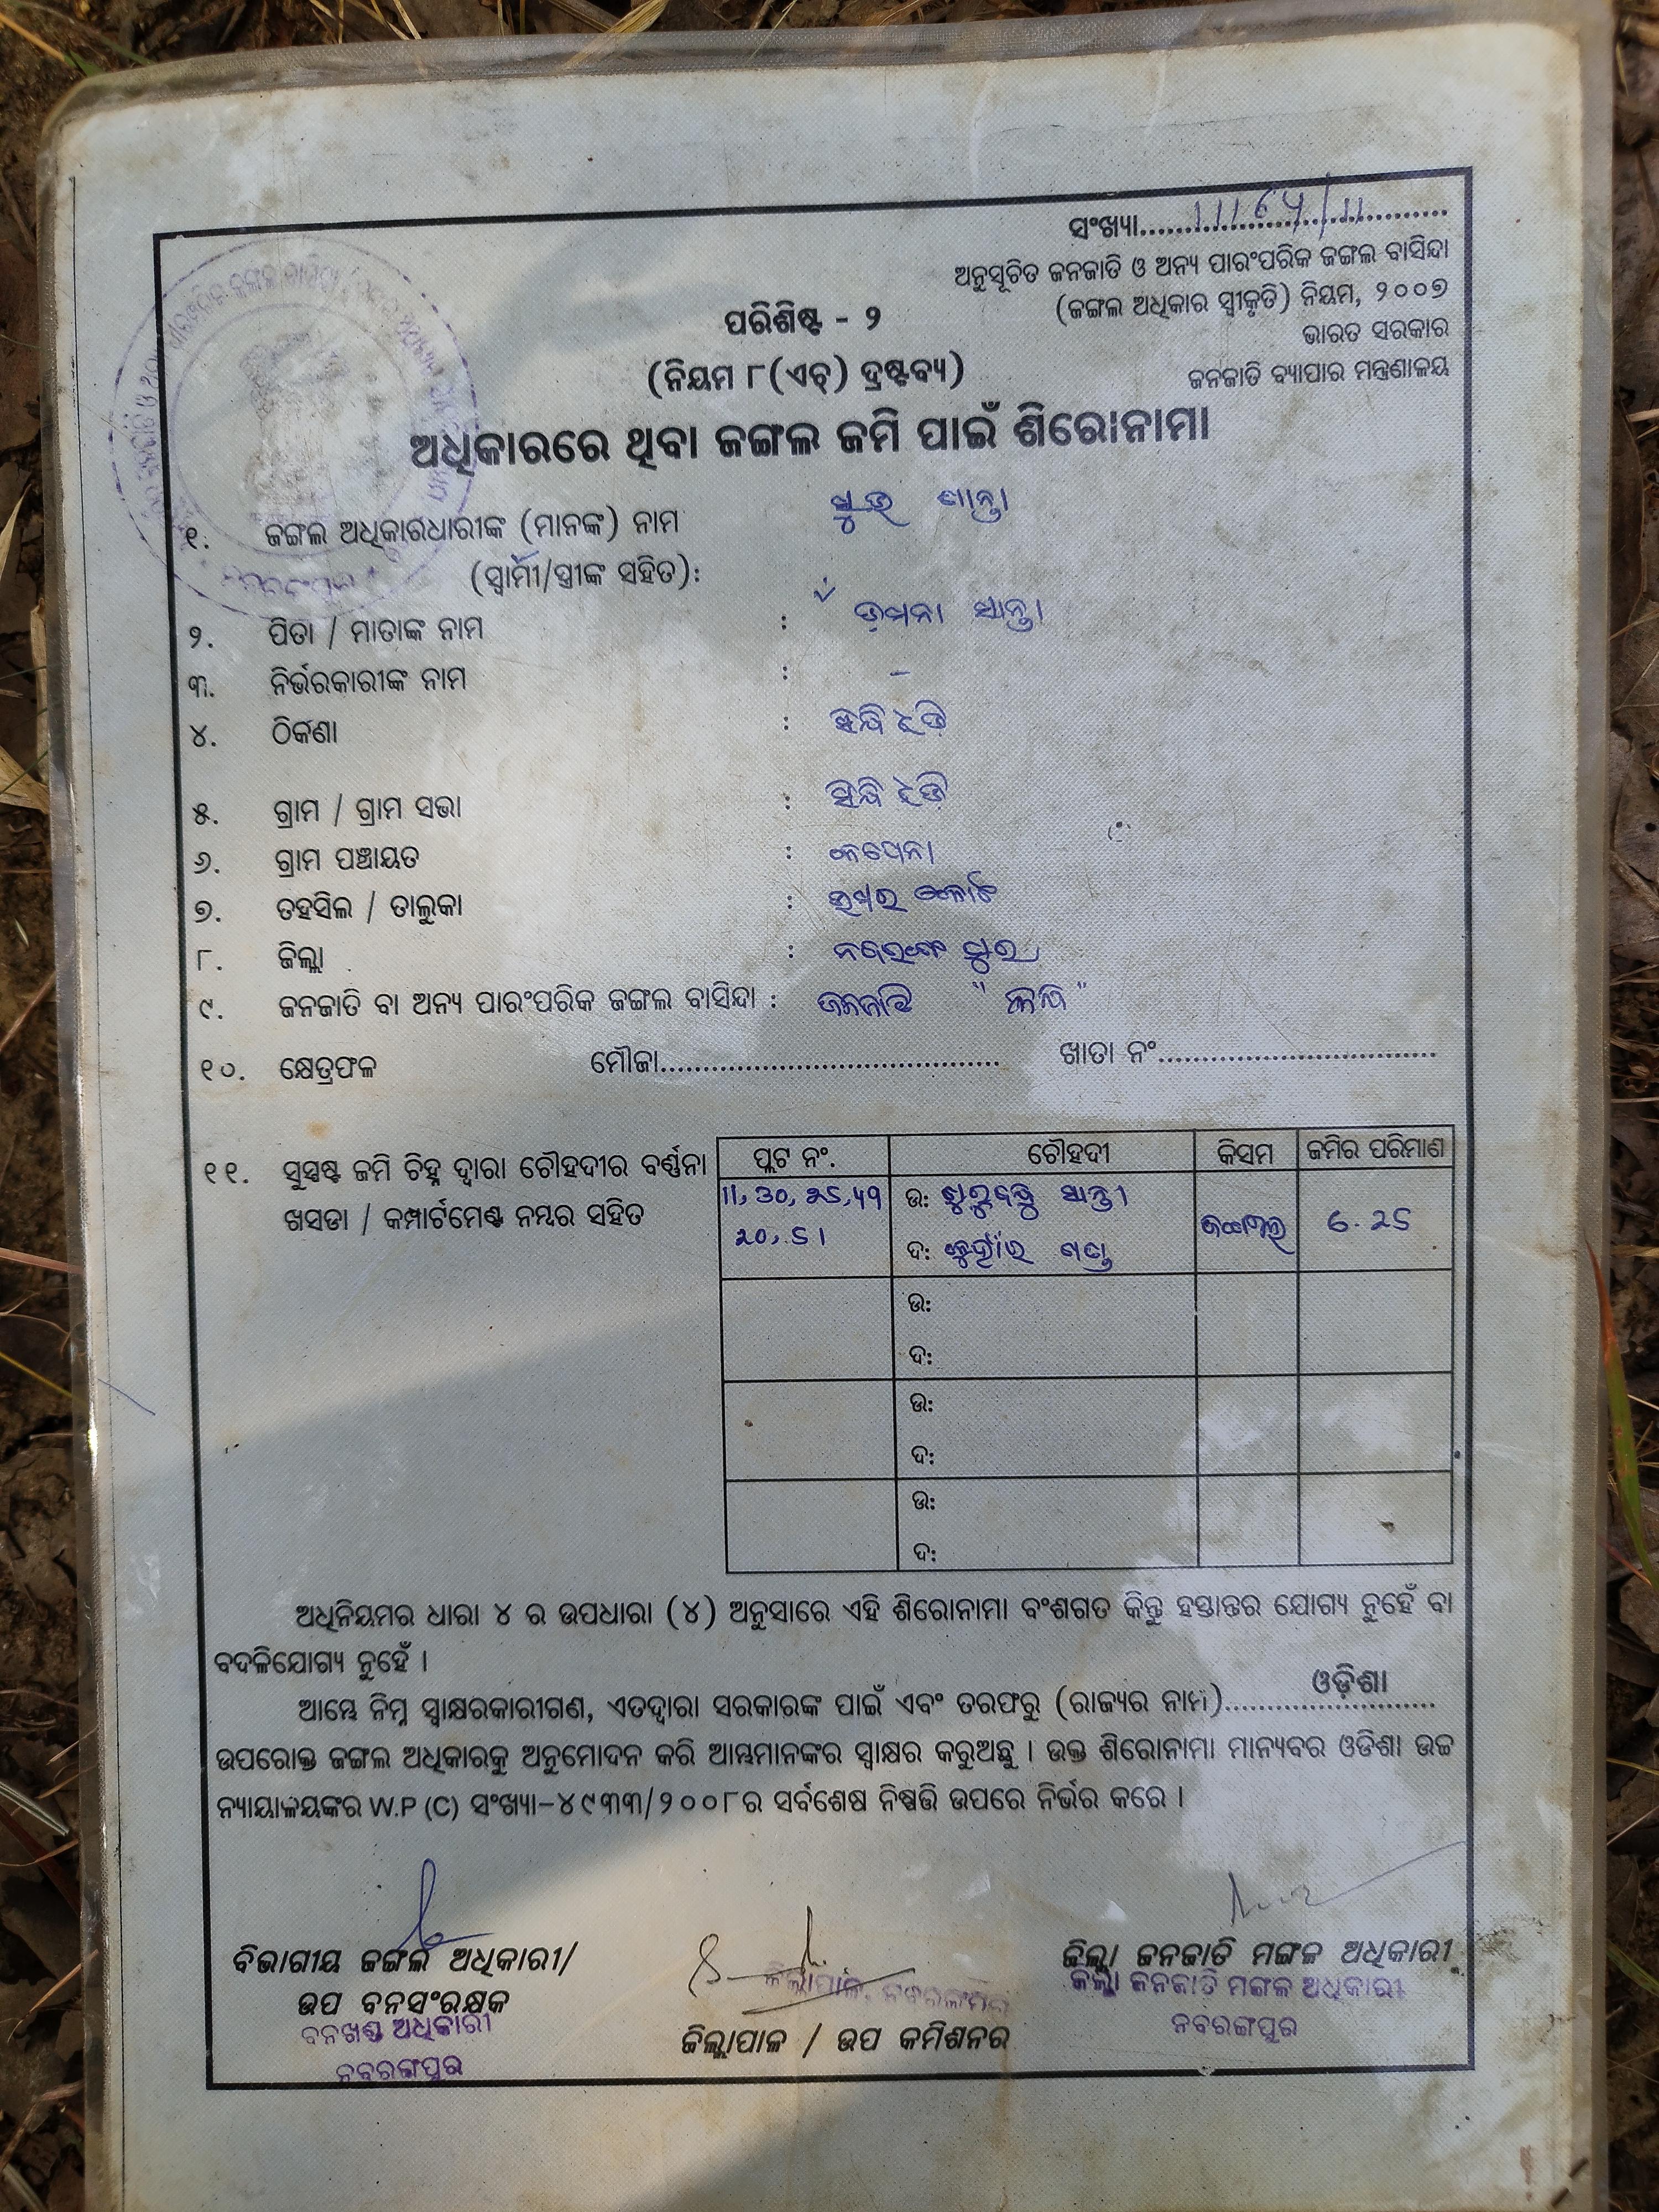 ସଂଖ୍ୟା
ଅନୁସୂଚିତ ଜନଜାତି ଓ ଅନ୍ୟ ପାରଂପରିକ ଜଙ୍ଗଲ ବାସିନ୍ଦା
(ଜଙ୍ଗଲ ଅଧିକାର ସ୍ୱୀକୃତି) ନିୟମ, ୨୦୦୭
ଭାରତ ସରକାର
ଜନଜାତି ବ୍ୟାପାର ମନ୍ତ୍ରଣାଳୟ
ପରିଶିଷ୍ଟ - ୨
(ନିୟମ ୮(ଏଚ୍) ଦ୍ରଷ୍ଟବ୍ୟ)
ଅଧିକାରରେ ଥିବା ଜଙ୍ଗଲ ଜମି ପାଇଁ ଶିରୋନାମା
୧. ଜଙ୍ଗଲ ଅଧିକାରଧାରୀଙ୍କ (ମାନଙ୍କ) ନାମ
(ସ୍ୱାମୀ/ସ୍ତ୍ରୀଙ୍କ ସହିତ):
୨. ପିତା / ମାତାଙ୍କ ନାମ :
୩. ନିର୍ଭରକାରୀଙ୍କ ନାମ : –
୪. ଠିକଣା :
୫. ଗ୍ରାମ / ଗ୍ରାମ ସଭା :
୬. ଗ୍ରାମ ପଞ୍ଚାୟତ :
୭. ତହସିଲ / ତାଲୁକା :
୮. ଜିଲ୍ଲା :
୯. ଜନଜାତି ବା ଅନ୍ୟ ପାରଂପରିକ ଜଙ୍ଗଲ ବାସିନ୍ଦା : ଜନଜାତି
୧୦. କ୍ଷେତ୍ରଫଳ ମୌଜା ଖାତା ନଂ
୧୧. ସୁସ୍ପଷ୍ଟ ଜମି ଚିହ୍ନ ଦ୍ୱାରା ଚୌହଦୀର ବର୍ଣ୍ଣନା
ଖସଡା / କମ୍ପାର୍ଟମେଣ୍ଟ ନମ୍ବର ସହିତ
ପ୍ଲଟ ନଂ. ଚୌହଦୀ କିସମ ଜମିର ପରିମାଣ
ଉ:
ଦ: ଜଙ୍ଗଲ 6.25
ଉ:
ଦ:
ଉ:
ଦ:
ଉ:
ଦ:
ଅଧିନିୟମର ଧାରା ୪ ର ଉପଧାରା (୪) ଅନୁସାରେ ଏହି ଶିରୋନାମା ବଂଶଗତ କିନ୍ତୁ ହସ୍ତାନ୍ତର ଯୋଗ୍ୟ ନୁହେଁ ବା
ବଦଳିଯୋଗ୍ୟ ନୁହେଁ ।
ଆମ୍ଭେ ନିମ୍ନ ସ୍ୱାକ୍ଷରକାରୀଗଣ, ଏତଦ୍ୱାରା ସରକାରଙ୍କ ପାଇଁ ଏବଂ ତରଫରୁ (ରାଜ୍ୟର ନାମ) ଓଡ଼ିଶା
ଉପରୋକ୍ତ ଜଙ୍ଗଲ ଅଧିକାରକୁ ଅନୁମୋଦନ କରି ଆମ୍ଭମାନଙ୍କର ସ୍ୱାକ୍ଷର କରୁଅଛୁ । ଉକ୍ତ ଶିରୋନାମା ମାନ୍ୟବର ଓଡିଶା ଉଚ୍ଚ
ନ୍ୟାୟାଳୟଙ୍କର W.P (C) ସଂଖ୍ୟା–୪୯୩୩/୨୦୦୮ର ସର୍ବଶେଷ ନିଷ୍ପତ୍ତି ଉପରେ ନିର୍ଭର କରେ ।
ବିଭାଗୀୟ ଜଙ୍ଗଲ ଅଧିକାରୀ/
ଉପ ବନସଂରକ୍ଷକ
ବନଖଣ୍ଡ ଅଧିକାରୀ
ନବରଙ୍ଗପୁର
ଜିଲ୍ଲାପାଳ, ନବରଙ୍ଗପୁର
ଜିଲ୍ଲାପାଳ / ଉପ କମିଶନର
ଜିଲ୍ଲା ଜନଜାତି ମଙ୍ଗଳ ଅଧିକାରୀ
ଜିଲ୍ଲା ଜନଜାତି ମଙ୍ଗଳ ଅଧିକାରୀ
ନବରଙ୍ଗପୁର